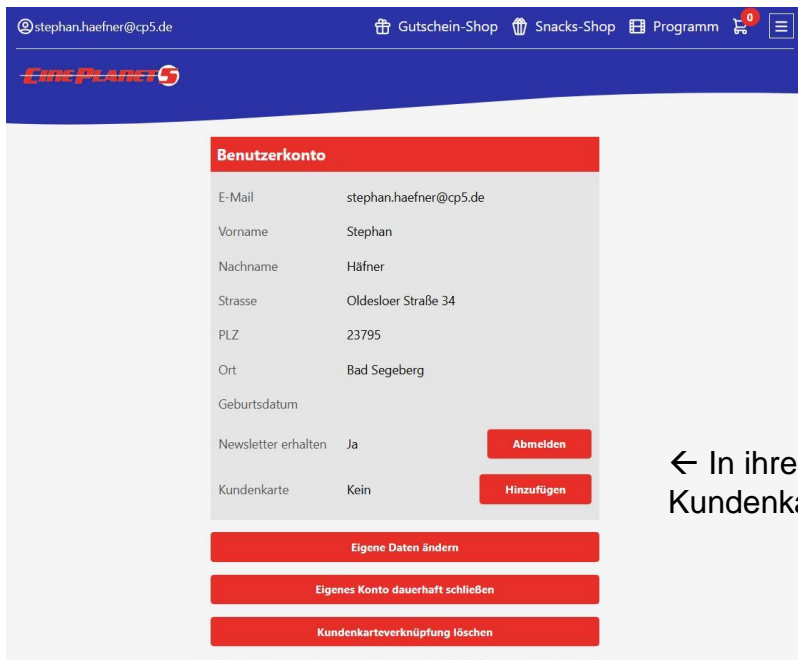 stephan.haefner@cp5.de Gutschein-Shop Snacks-Shop Programm 0
CINEPLANET5
Benutzerkonto
E-Mail stephan.haefner@cp5.de
Vorname Stephan
Nachname Häfner
Strasse Oldesloer Straße 34
PLZ 23795
Ort Bad Segeberg
Geburtsdatum
Newsletter erhalten Ja Abmelden
Kundenkarte Kein Hinzufügen
← In ihre
Kundenka
Eigene Daten ändern
Eigenes Konto dauerhaft schließen
Kundenkarteverknüpfung löschen